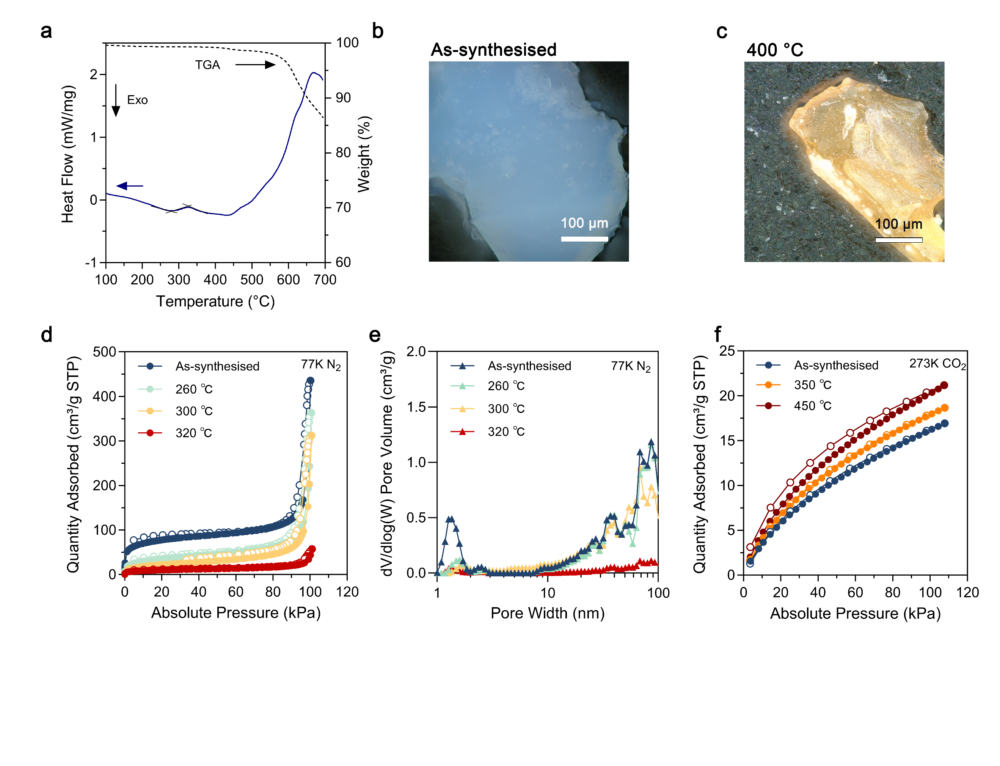 a
2
1
0
-1
100
90
80
70
60
100 200 300 400 500 600 700
Heat Flow (mW/mg)
Weight (%)
Temperature (°C)
TGA
Exo
b
As-synthesised
100 µm
c
400 °C
100 µm
d
500
400
300
200
100
0
0 20 40 60 80 100 120
Quantity Adsorbed (cm³/g STP)
Absolute Pressure (kPa)
As-synthesised
260 ℃
300 ℃
320 ℃
77K N₂
e
2.0
1.5
1.0
0.5
0.0
1 10 100
dV/dlog(W) Pore Volume (cm³/g)
Pore Width (nm)
As-synthesised
260 ℃
300 ℃
320 ℃
77K N₂
f
25
20
15
10
5
0
0 20 40 60 80 100 120
Quantity Adsorbed (cm³/g STP)
Absolute Pressure (kPa)
As-synthesised
350 ℃
450 ℃
273K CO₂